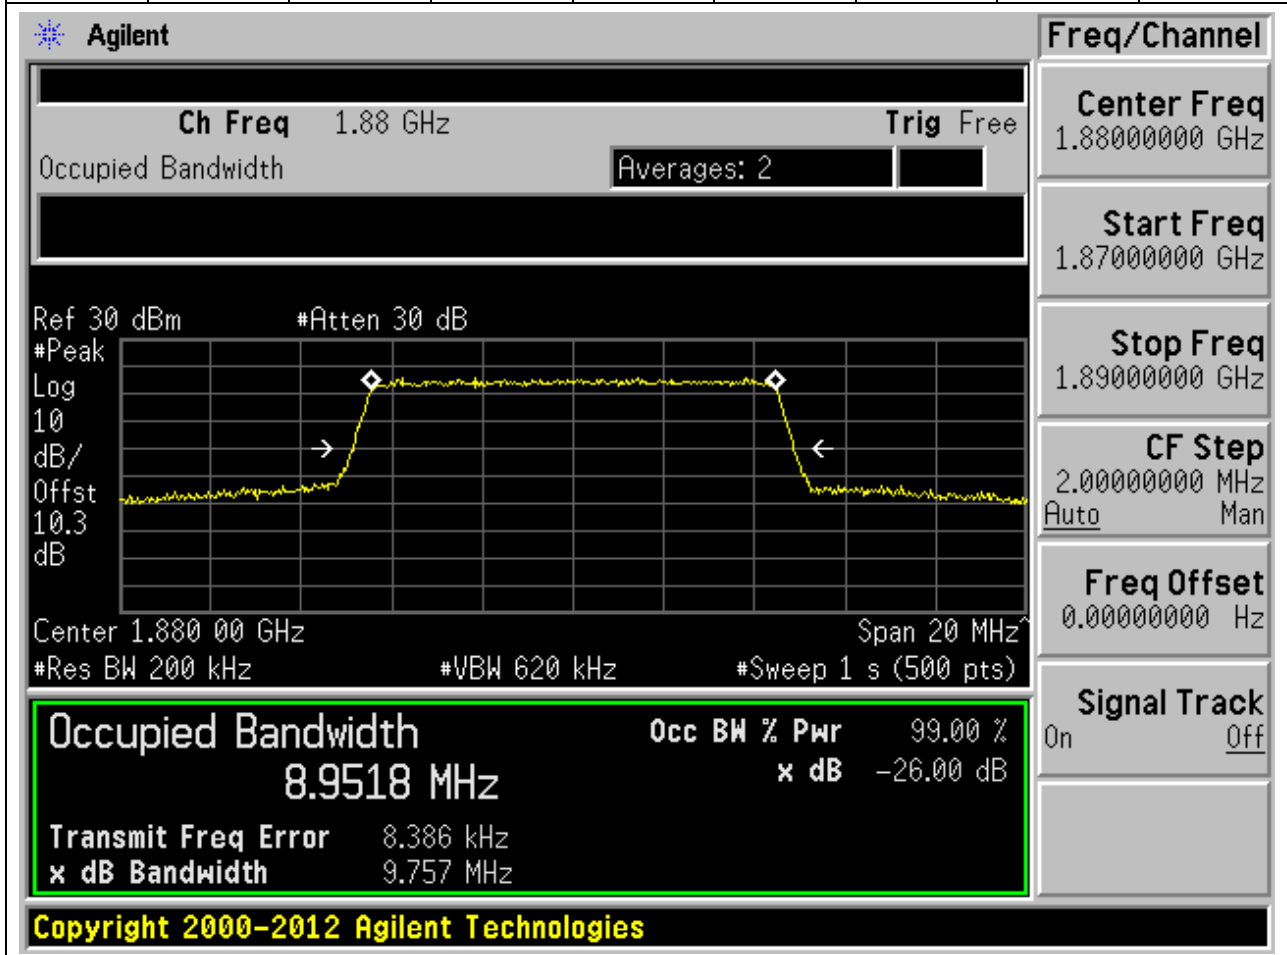 Agilent
Freq/Channel
Ch Freq 1.88 GHz Trig Free
Occupied Bandwidth Averages: 2
Center Freq
1.88000000 GHz
Start Freq
1.87000000 GHz
Stop Freq
1.89000000 GHz
CF Step
2.00000000 MHz
Auto Man
Freq Offset
0.00000000 Hz
Signal Track
On Off
Ref 30 dBm #Atten 30 dB
#Peak
Log
10
dB/
Offst
10.3
dB
Center 1.880 00 GHz Span 20 MHz^
#Res BW 200 kHz #VBW 620 kHz #Sweep 1 s (500 pts)
Occupied Bandwidth Occ BW % Pwr 99.00 %
8.9518 MHz x dB -26.00 dB
Transmit Freq Error 8.386 kHz
x dB Bandwidth 9.757 MHz
Copyright 2000-2012 Agilent Technologies